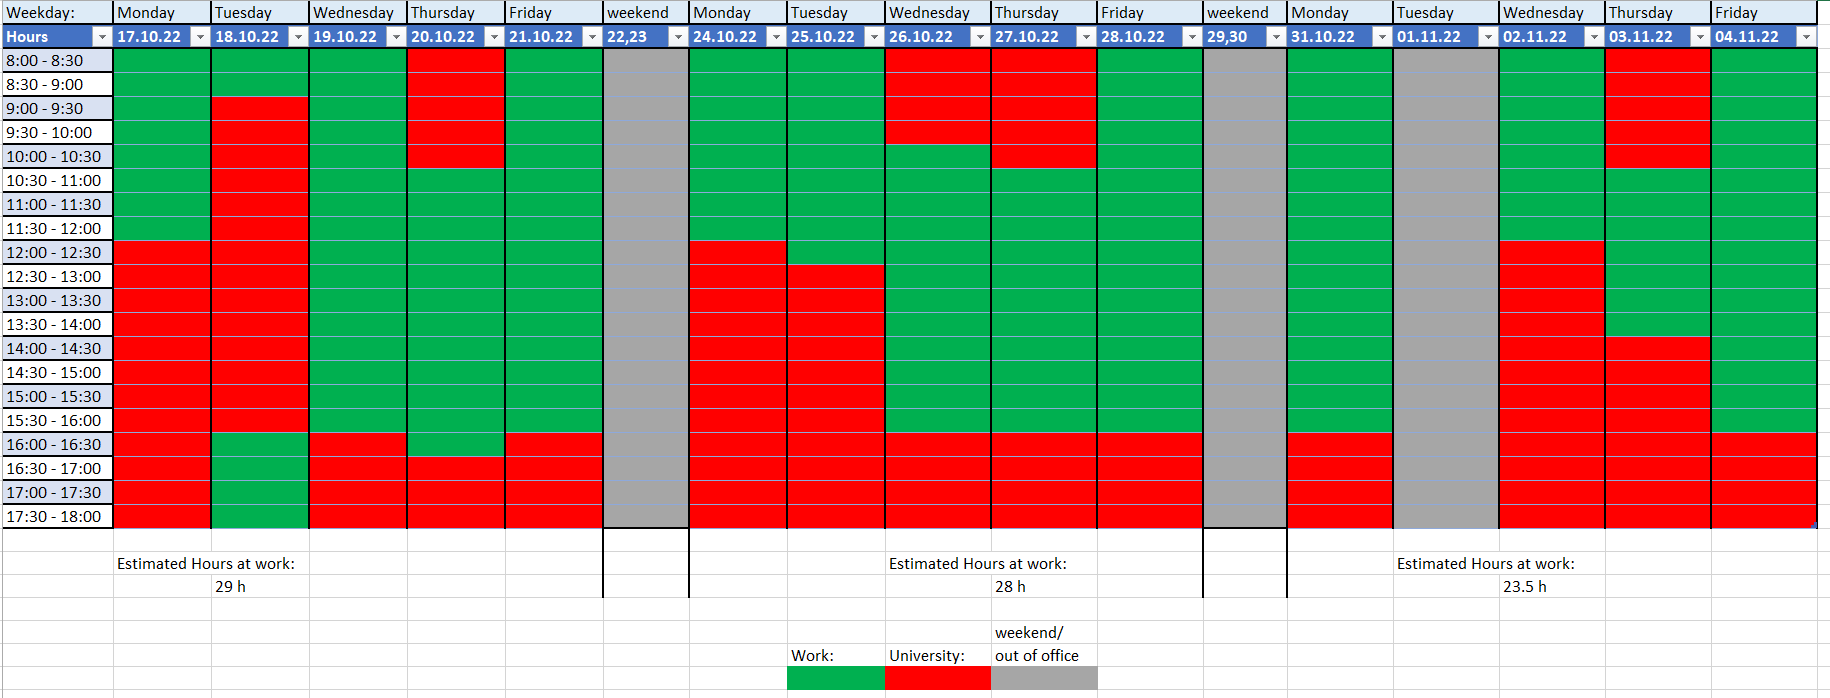 Weekday: Monday Tuesday Wednesday Thursday Friday weekend Monday Tuesday Wednesday Thursday Friday weekend Monday Tuesday Wednesday Thursday Friday
Hours 17.10.22 18.10.22 19.10.22 20.10.22 21.10.22 22,23 24.10.22 25.10.22 26.10.22 27.10.22 28.10.22 29,30 31.10.22 01.11.22 02.11.22 03.11.22 04.11.22
8:00 - 8:30
8:30 - 9:00
9:00 - 9:30
9:30 - 10:00
10:00 - 10:30
10:30 - 11:00
11:00 - 11:30
11:30 - 12:00
12:00 - 12:30
12:30 - 13:00
13:00 - 13:30
13:30 - 14:00
14:00 - 14:30
14:30 - 15:00
15:00 - 15:30
15:30 - 16:00
16:00 - 16:30
16:30 - 17:00
17:00 - 17:30
17:30 - 18:00
Estimated Hours at work: Estimated Hours at work: Estimated Hours at work:
29 h 28 h 23.5 h
weekend/
Work: University: out of office